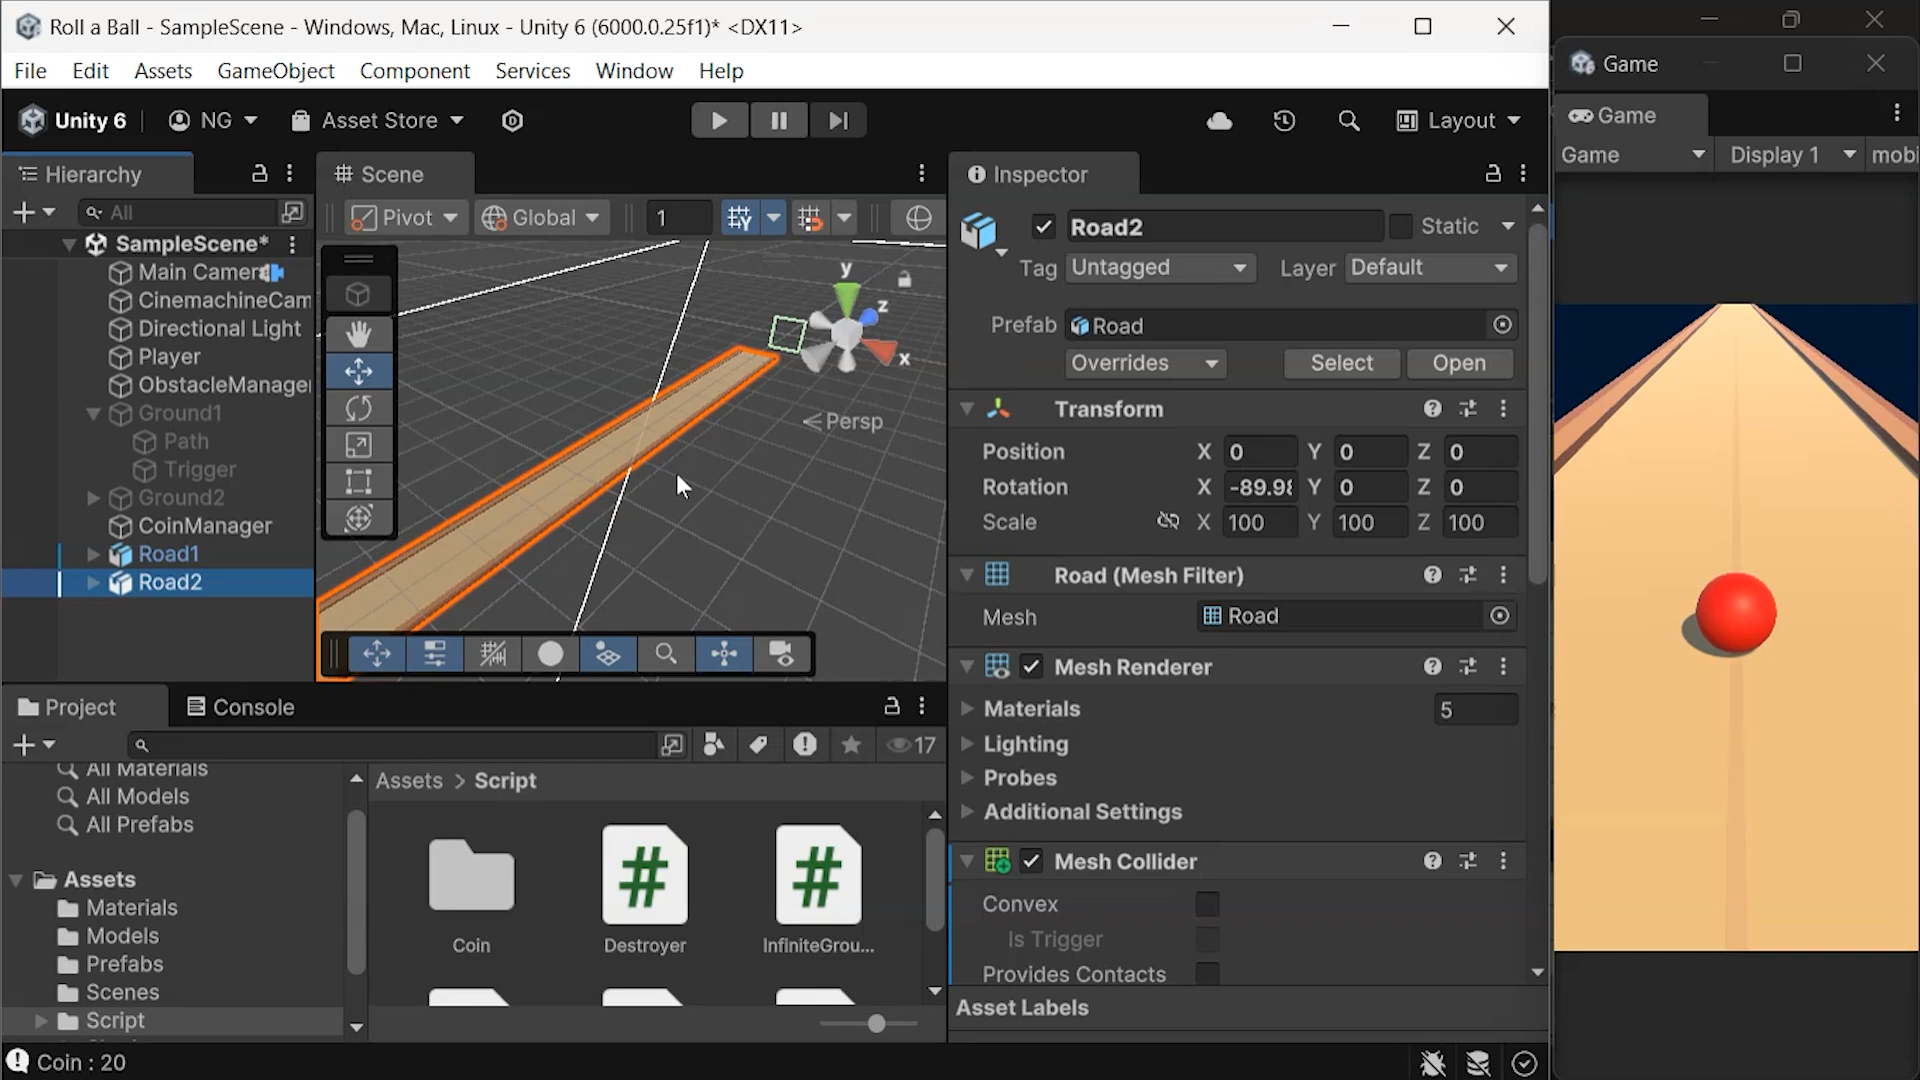 Roll a Ball - SampleScene - Windows, Mac, Linux - Unity 6 (6000.0.25f1)* <DX11>
File Edit Assets GameObject Component Services Window Help
Unity 6 NG Asset Store Layout
Hierarchy
All
SampleScene*
Main Camera
CinemachineCam
Directional Light
Player
ObstacleManager
Ground1
Path
Trigger
Ground2
CoinManager
Road1
Road2
Scene
Pivot Global 1
y
z
x
Persp
Inspector
Road2 Static
Tag Untagged Layer Default
Prefab Road
Overrides Select Open
Transform
Position X 0 Y 0 Z 0
Rotation X -89.98 Y 0 Z 0
Scale X 100 Y 100 Z 100
Road (Mesh Filter)
Mesh Road
Mesh Renderer
Materials 5
Lighting
Probes
Additional Settings
Mesh Collider
Convex
Is Trigger
Provides Contacts
Asset Labels
Project Console
17
All Materials
All Models
All Prefabs
Assets
Materials
Models
Prefabs
Scenes
Script
Assets > Script
Coin Destroyer InfiniteGrou...
Coin : 20
Game
Game
Game Display 1 mobi